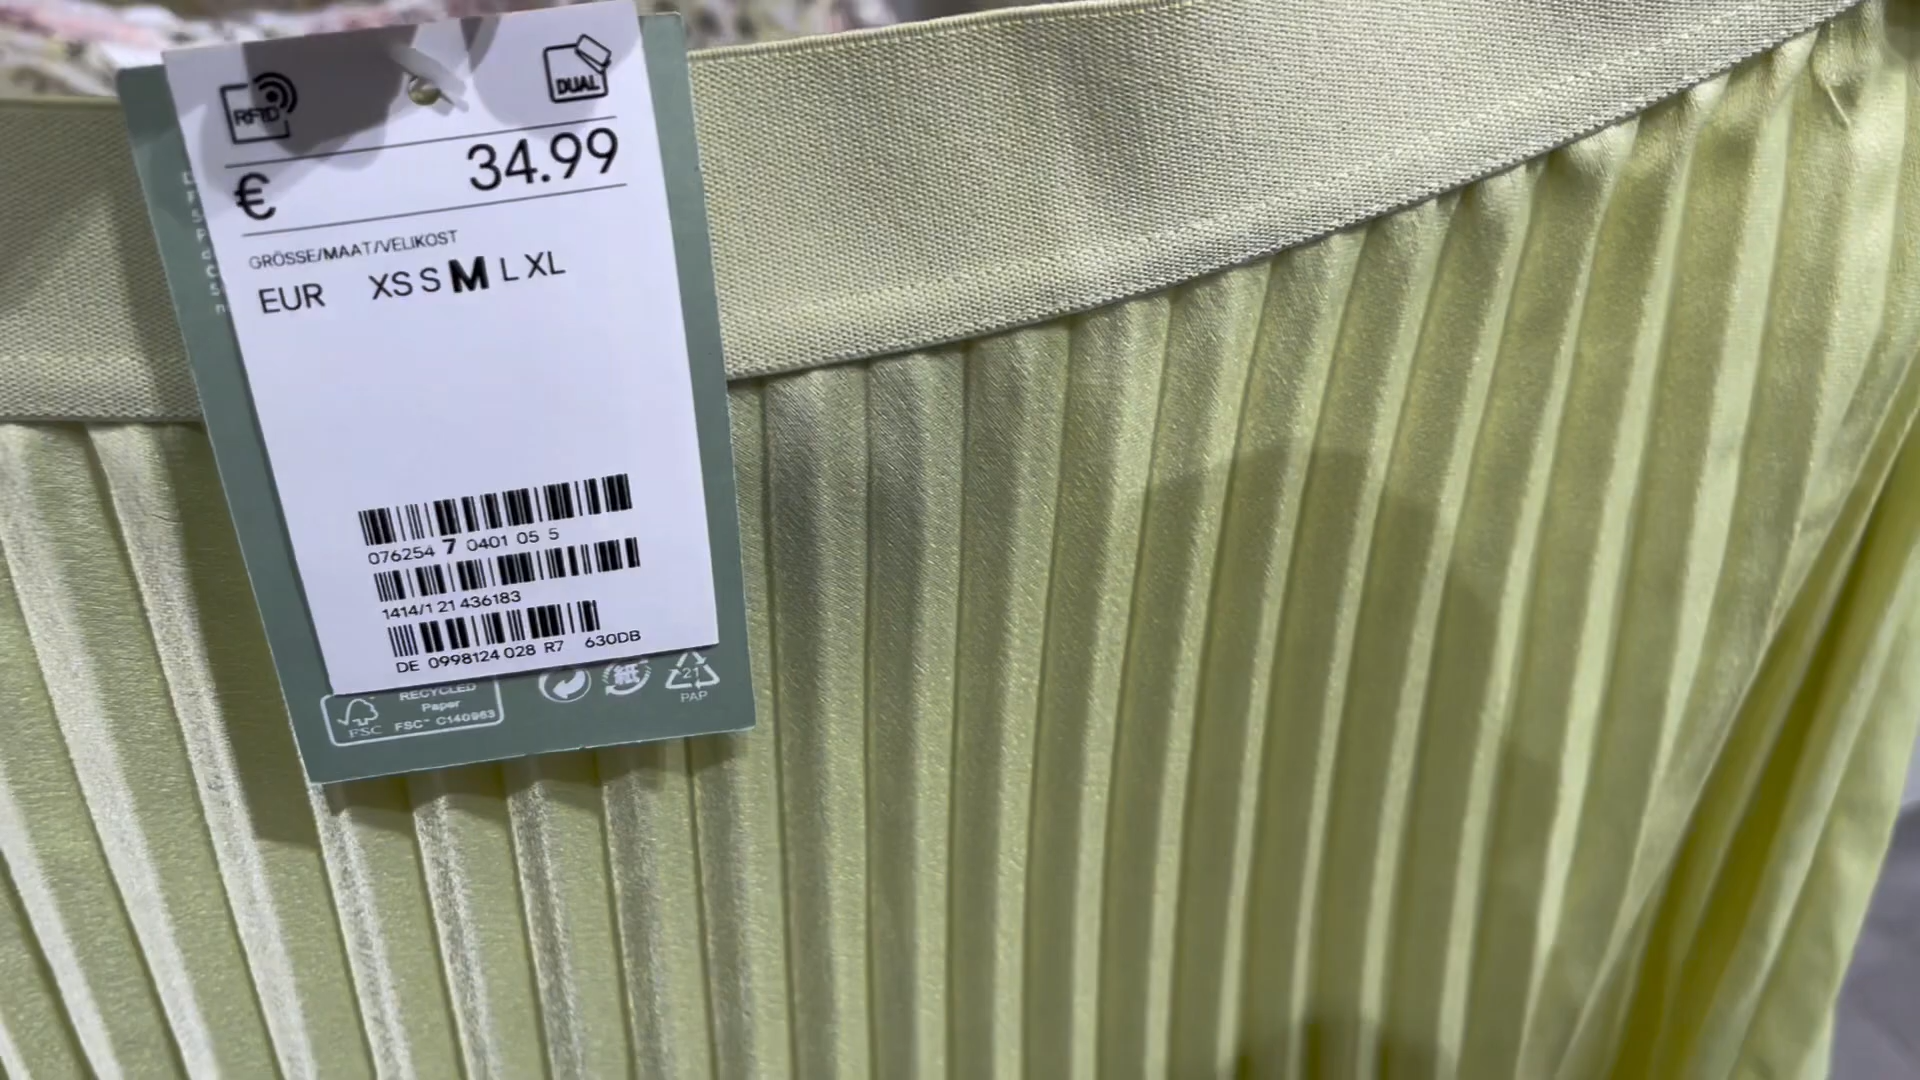 RFID
DUAL
€ 34.99
GRÖSSE/MAAT/VELIKOST
EUR XS S M L XL
076254 7 0401 05 5
1414/1 21 436183
DE 0998124 028 R7 630DB
RECYCLED
Paper
FSC™ C140963
FSC
紙
21
PAP